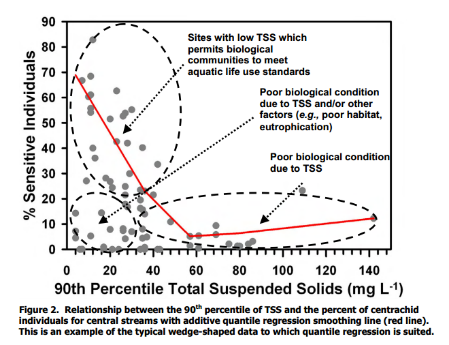 90
80
70
60
50
40
30
20
10
0
% Sensitive Individuals
Sites with low TSS which
permits biological
communities to meet
aquatic life use standards
Poor biological condition
due to TSS and/or other
factors (e.g., poor habitat,
eutrophication)
Poor biological condition
due to TSS
0 20 40 60 80 100 120 140
90th Percentile Total Suspended Solids (mg L-1)
Figure 2. Relationship between the 90th percentile of TSS and the percent of centrachid
individuals for central streams with additive quantile regression smoothing line (red line).
This is an example of the typical wedge-shaped data to which quantile regression is suited.